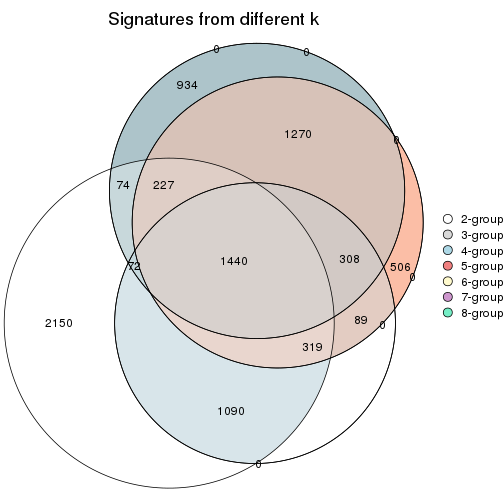 Signatures from different k
0
0
934
1270
0
74
227
2-group
3-group
4-group
5-group
6-group
7-group
8-group
72
1440
308
506
0
2150
89
0
319
1090
0